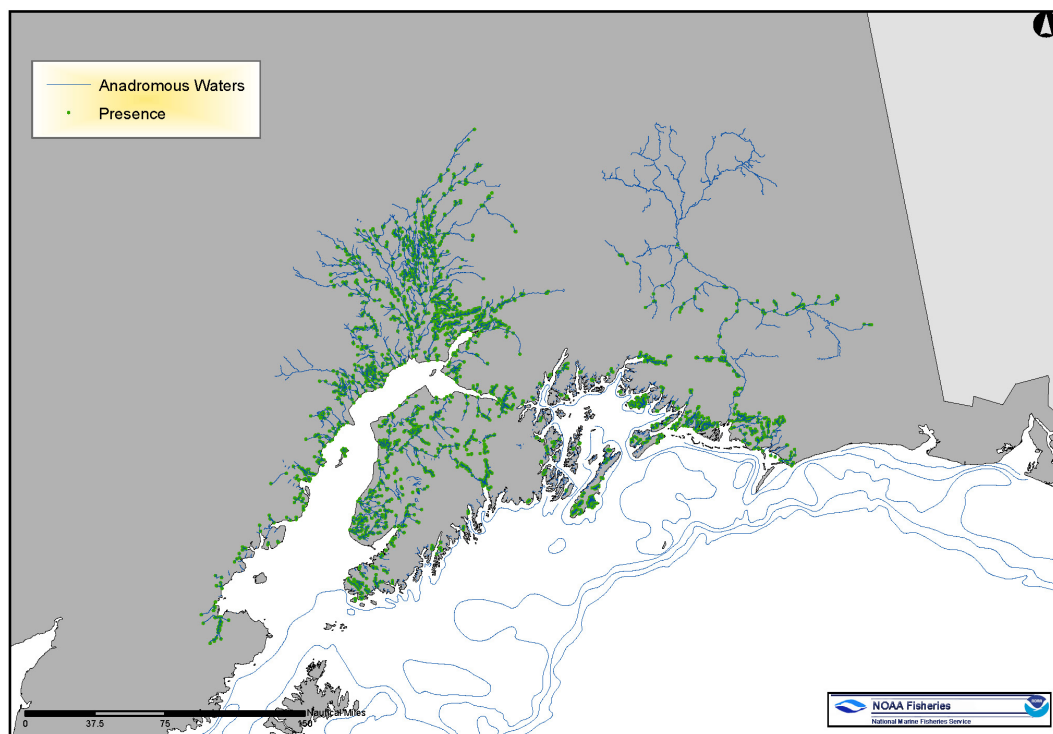 Anadromous Waters
Presence
Nautical Miles
0 37.5 75 150
NOAA Fisheries
National Marine Fisheries Service